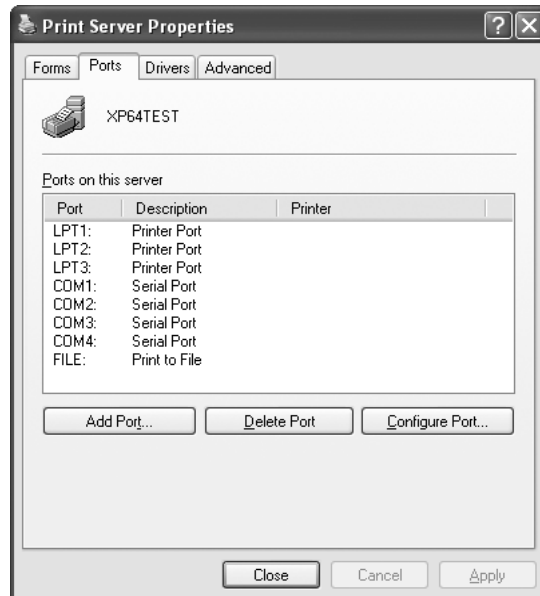 Print Server Properties
Forms Ports Drivers Advanced
XP64TEST
Ports on this server
Port Description Printer
LPT1: Printer Port
LPT2: Printer Port
LPT3: Printer Port
COM1: Serial Port
COM2: Serial Port
COM3: Serial Port
COM4: Serial Port
FILE: Print to File
Add Port... Delete Port Configure Port...
Close Cancel Apply